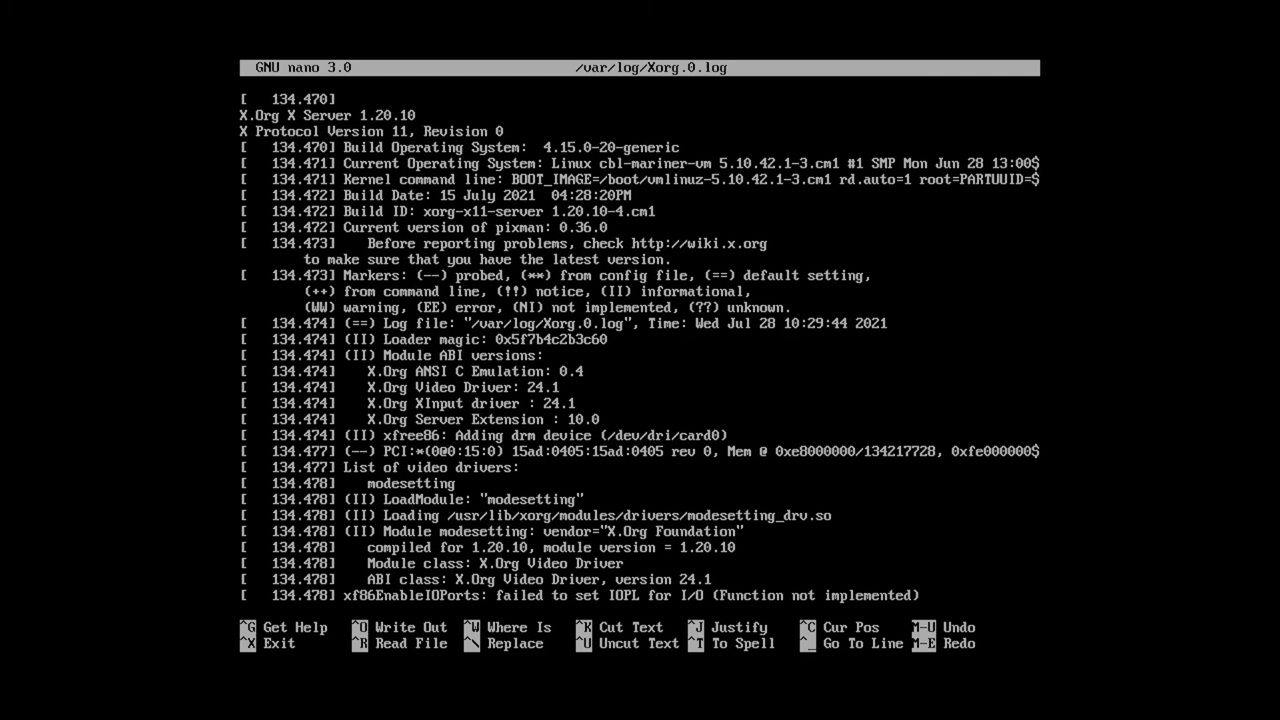 GNU nano 3.0 /var/log/Xorg.0.log
[   134.470]
X.Org X Server 1.20.10
X Protocol Version 11, Revision 0
[   134.470] Build Operating System:  4.15.0-20-generic
[   134.471] Current Operating System: Linux cbl-mariner-vm 5.10.42.1-3.cm1 #1 SMP Mon Jun 28 13:00$
[   134.471] Kernel command line: BOOT_IMAGE=/boot/vmlinuz-5.10.42.1-3.cm1 rd.auto=1 root=PARTUUID=$
[   134.472] Build Date: 15 July 2021  04:28:20PM
[   134.472] Build ID: xorg-x11-server 1.20.10-4.cm1
[   134.472] Current version of pixman: 0.36.0
[   134.473]    Before reporting problems, check http://wiki.x.org
        to make sure that you have the latest version.
[   134.473] Markers: (--) probed, (**) from config file, (==) default setting,
        (++) from command line, (!!) notice, (II) informational,
        (WW) warning, (EE) error, (NI) not implemented, (??) unknown.
[   134.474] (==) Log file: "/var/log/Xorg.0.log", Time: Wed Jul 28 10:29:44 2021
[   134.474] (II) Loader magic: 0x5f7b4c2b3c60
[   134.474] (II) Module ABI versions:
[   134.474]    X.Org ANSI C Emulation: 0.4
[   134.474]    X.Org Video Driver: 24.1
[   134.474]    X.Org XInput driver : 24.1
[   134.474]    X.Org Server Extension : 10.0
[   134.474] (II) xfree86: Adding drm device (/dev/dri/card0)
[   134.477] (--) PCI:*(0@0:15:0) 15ad:0405:15ad:0405 rev 0, Mem @ 0xe8000000/134217728, 0xfe000000$
[   134.477] List of video drivers:
[   134.478]    modesetting
[   134.478] (II) LoadModule: "modesetting"
[   134.478] (II) Loading /usr/lib/xorg/modules/drivers/modesetting_drv.so
[   134.478] (II) Module modesetting: vendor="X.Org Foundation"
[   134.478]    compiled for 1.20.10, module version = 1.20.10
[   134.478]    Module class: X.Org Video Driver
[   134.478]    ABI class: X.Org Video Driver, version 24.1
[   134.478] xf86EnableIOPorts: failed to set IOPL for I/O (Function not implemented)
^G Get Help ^O Write Out ^W Where Is ^K Cut Text ^J Justify ^C Cur Pos M-U Undo
^X Exit ^R Read File ^\ Replace ^U Uncut Text ^T To Spell ^_ Go To Line M-E Redo